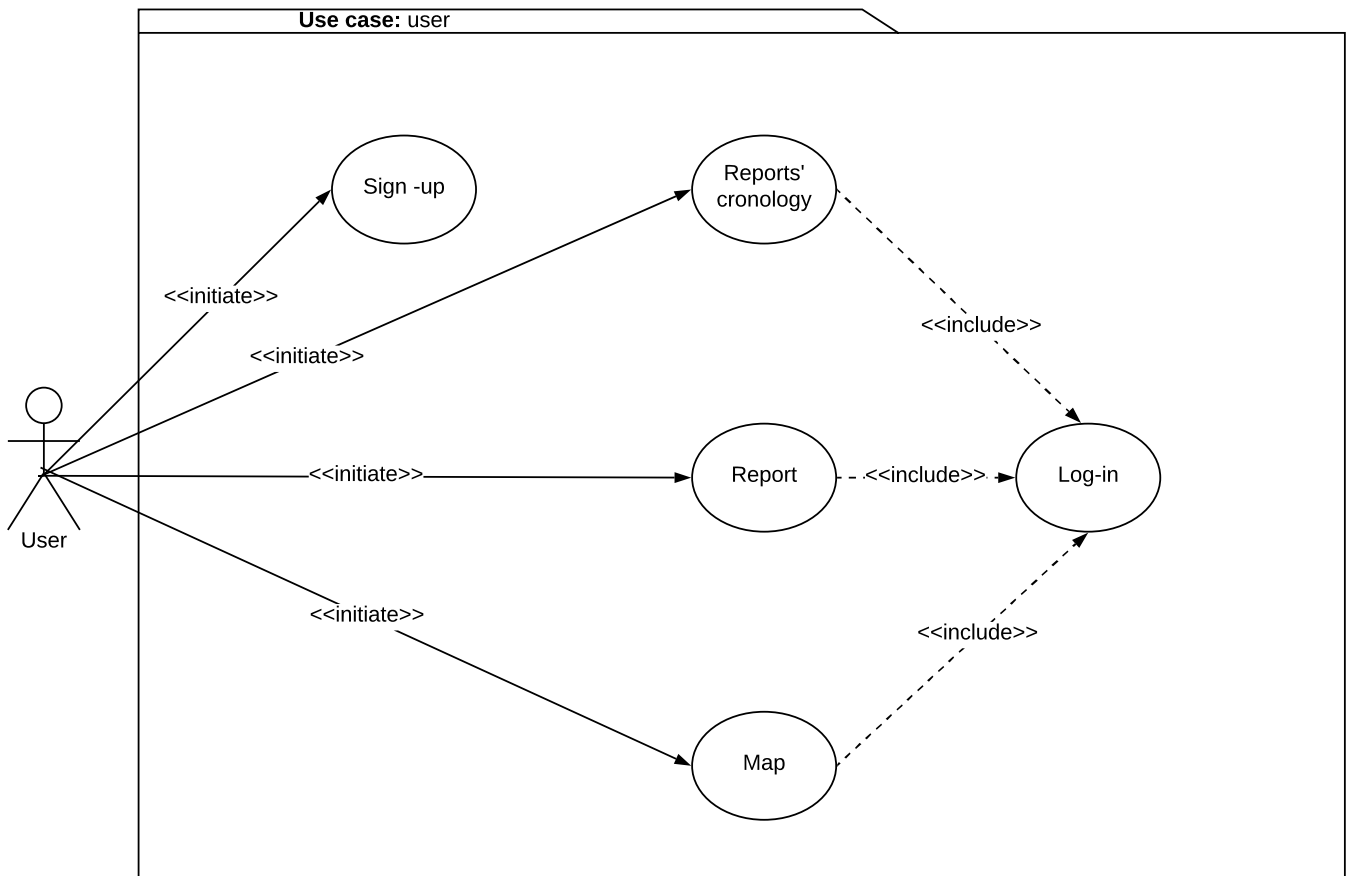 Use case: user
Sign -up
Reports'
cronology
<<initiate>>
<<include>>
<<initiate>>
<<initiate>>
Report
<<include>>
Log-in
User
<<initiate>>
<<include>>
Map